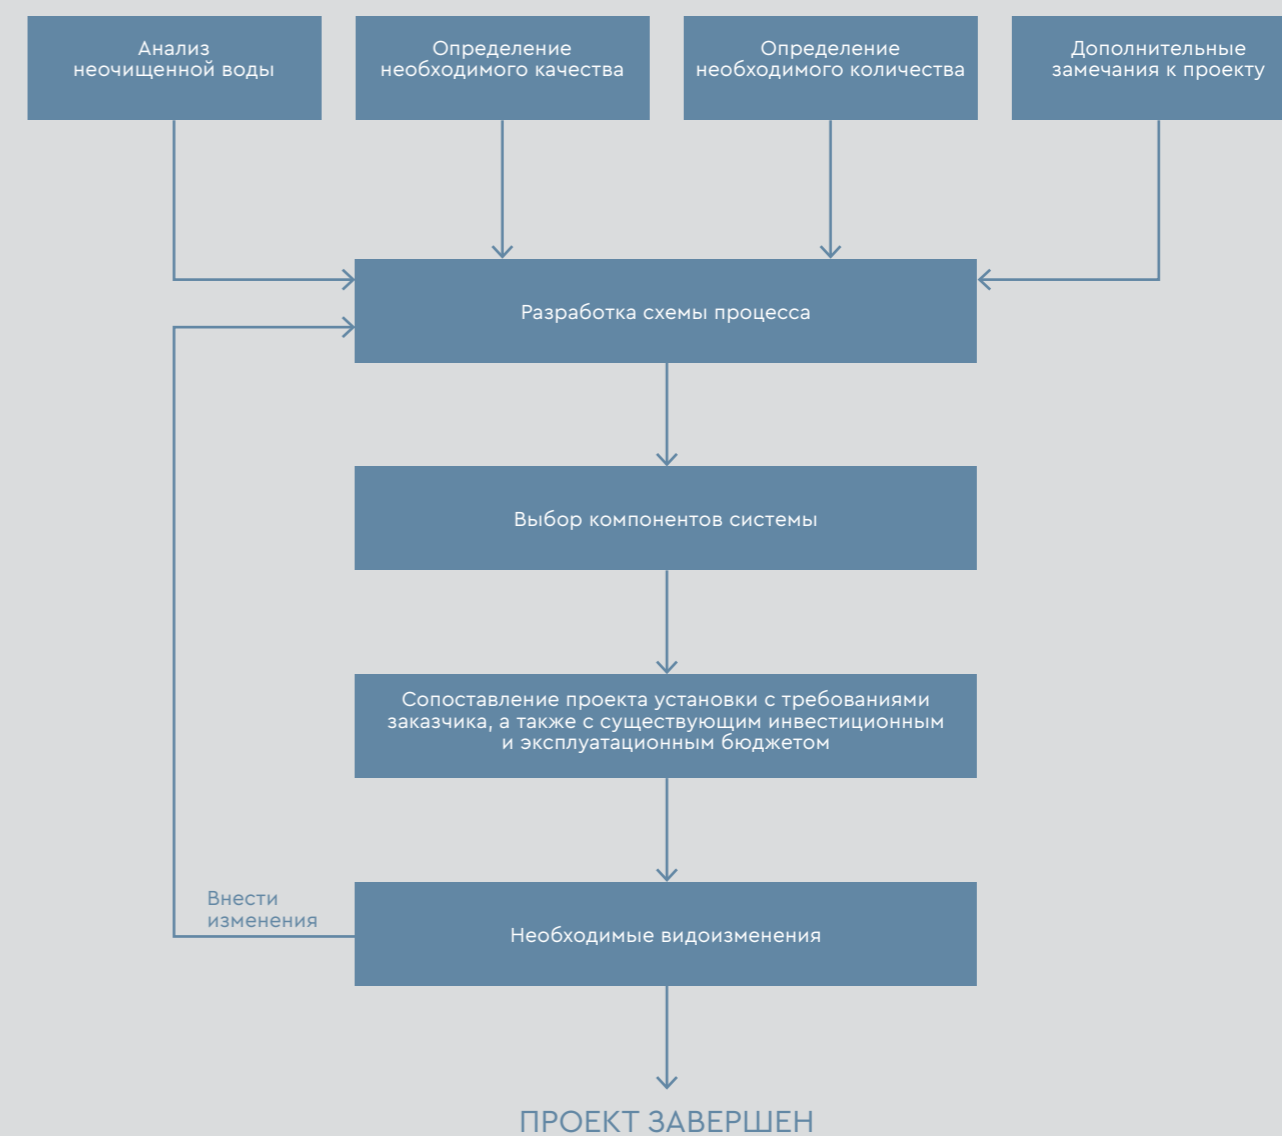 Анализ
неочищенной воды
Определение
необходимого качества
Определение
необходимого количества
Дополнительные
замечания к проекту
Разработка схемы процесса
Выбор компонентов системы
Сопоставление проекта установки с требованиями
заказчика, а также с существующим инвестиционным
и эксплуатационным бюджетом
Внести
изменения
Необходимые видоизменения
ПРОЕКТ ЗАВЕРШЕН